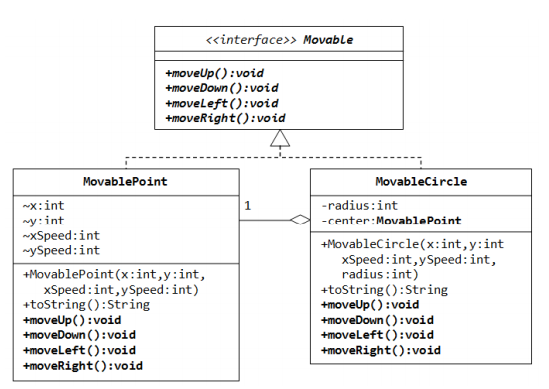 <<interface>> Movable
+moveUp():void
+moveDown():void
+moveLeft():void
+moveRight():void
MovablePoint
~x:int
~y:int
~xSpeed:int
~ySpeed:int
+MovablePoint(x:int,y:int,
xSpeed:int,ySpeed:int)
+toString():String
+moveUp():void
+moveDown():void
+moveLeft():void
+moveRight():void
1
MovableCircle
-radius:int
-center:MovablePoint
+MovableCircle(x:int,y:int
xSpeed:int,ySpeed:int,
radius:int)
+toString():String
+moveUp():void
+moveDown():void
+moveLeft():void
+moveRight():void